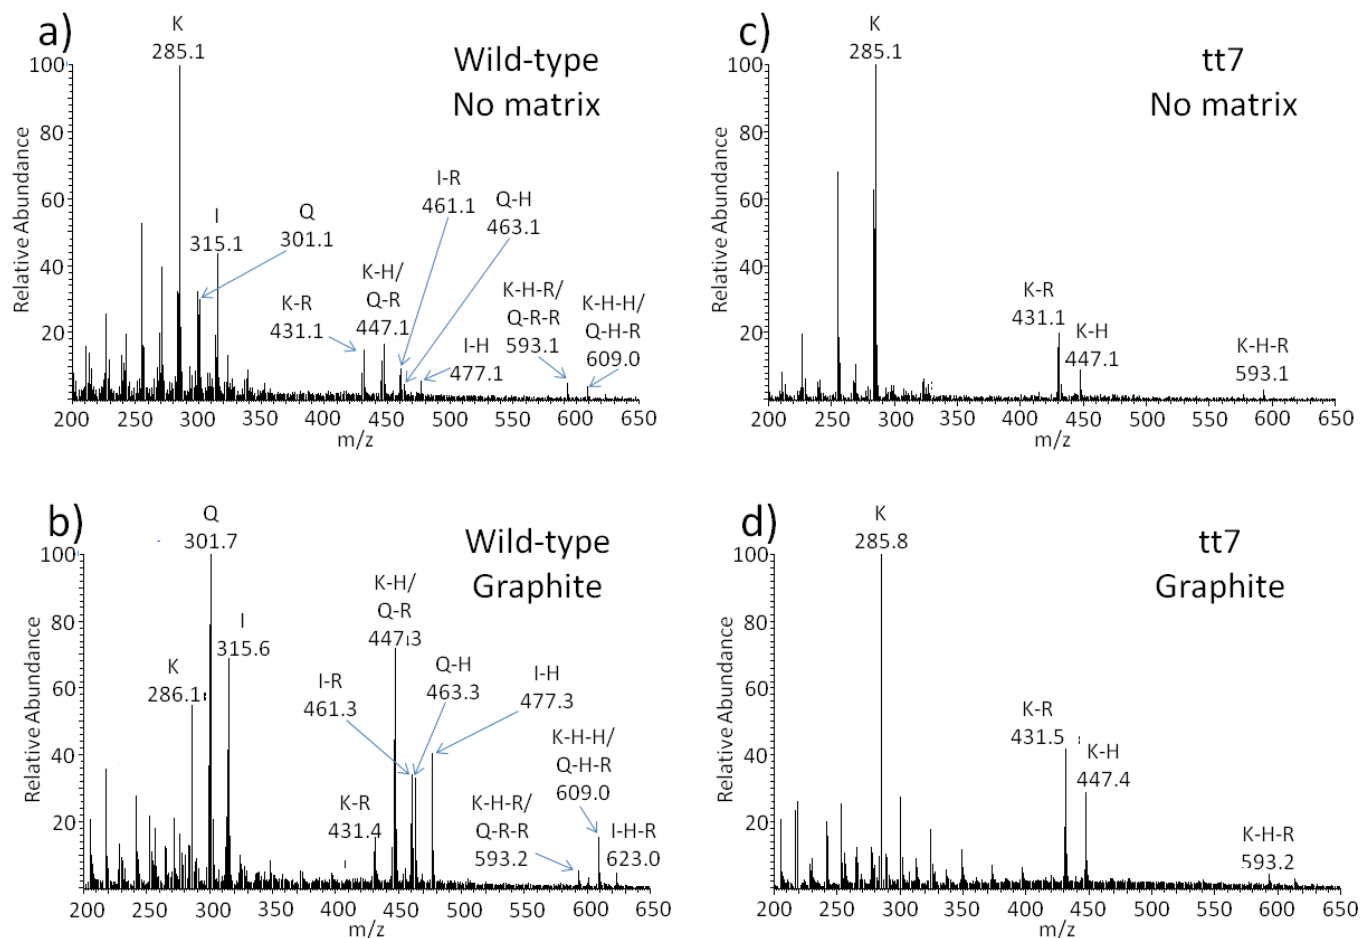 a)
Wild-type
No matrix
K
285.1
I
315.1
Q
301.1
K-R
431.1
K-H/
Q-R
447.1
I-R
461.1
Q-H
463.1
I-H
477.1
K-H-R/
Q-R-R
593.1
K-H-H/
Q-H-R
609.0
Relative Abundance
100
80
60
40
20
200 250 300 350 400 450 500 550 600 650
m/z
c)
tt7
No matrix
K
285.1
K-R
431.1
K-H
447.1
K-H-R
593.1
Relative Abundance
100
80
60
40
20
200 250 300 350 400 450 500 550 600 650
m/z
b)
Wild-type
Graphite
Q
301.7
K
286.1
I
315.6
K-R
431.4
K-H/
Q-R
447.3
I-R
461.3
Q-H
463.3
I-H
477.3
K-H-R/
Q-R-R
593.2
K-H-H/
Q-H-R
609.0
I-H-R
623.0
Relative Abundance
100
80
60
40
20
200 250 300 350 400 450 500 550 600 650
m/z
d)
tt7
Graphite
K
285.8
K-R
431.5
K-H
447.4
K-H-R
593.2
Relative Abundance
100
80
60
40
20
200 250 300 350 400 450 500 550 600 650
m/z